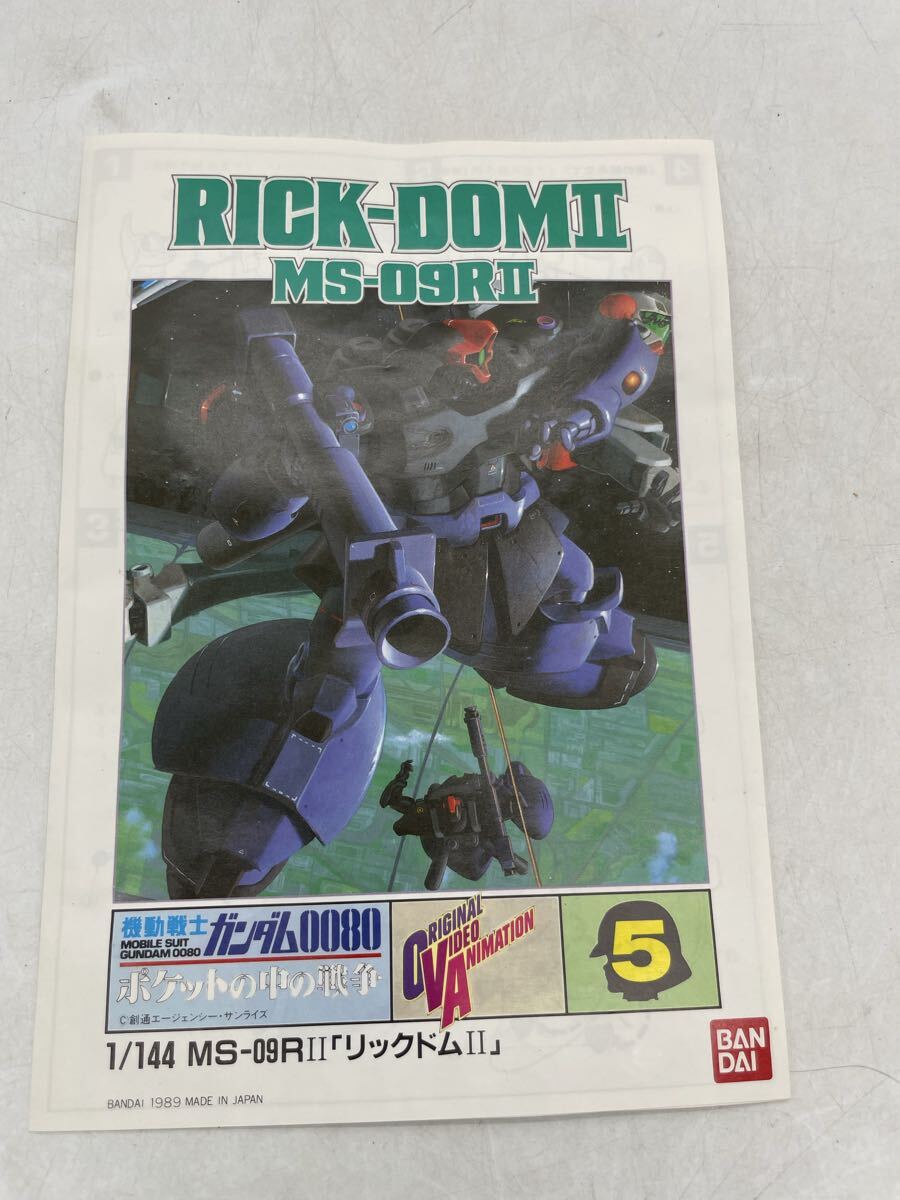 RICK-DOMII
MS-09RII
機動戦士
MOBILE SUIT
GUNDAM 0080
ガンダム0080
ポケットの中の戦争
©創通エージェンシー・サンライズ
ORIGINAL
VIDEO
ANIMATION
5
1/144 MS-09RII「リックドムII」
BAN
DAI
BANDAI 1989 MADE IN JAPAN